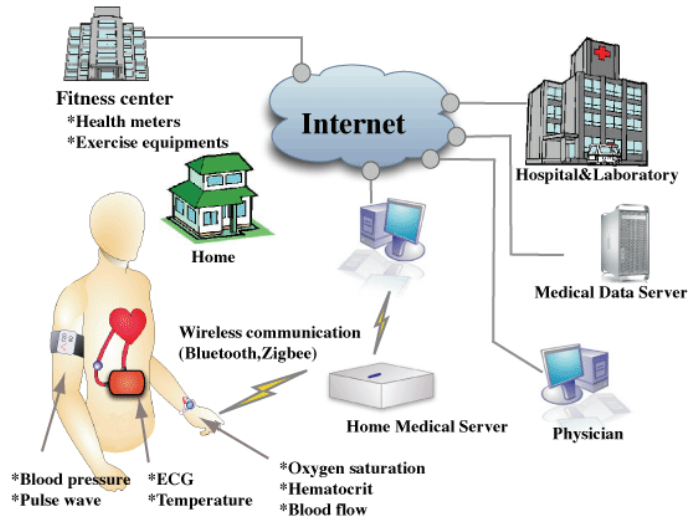 Fitness center
*Health meters
*Exercise equipments
Internet
Hospital&Laboratory
Home
Medical Data Server
Wireless communication
(Bluetooth,Zigbee)
Home Medical Server
Physician
*Blood pressure
*Pulse wave
*ECG
*Temperature
*Oxygen saturation
*Hematocrit
*Blood flow